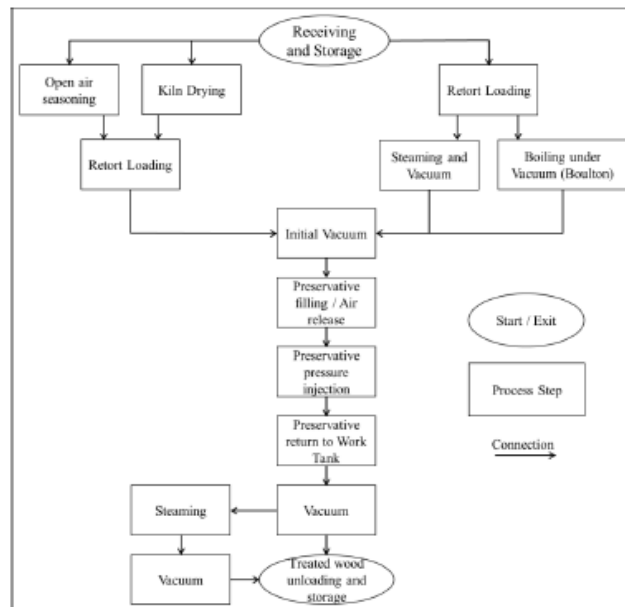 Receiving
and Storage
Open air
seasoning
Kiln Drying
Retort Loading
Retort Loading
Steaming and
Vacuum
Boiling under
Vacuum (Boulton)
Initial Vacuum
Preservative
filling / Air
release
Preservative
pressure
injection
Preservative
return to Work
Tank
Steaming
Vacuum
Vacuum
Treated wood
unloading and
storage
Start / Exit
Process Step
Connection